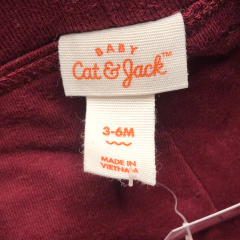 BABY
Cat & Jack™
3-6M
MADE IN
VIETNAM